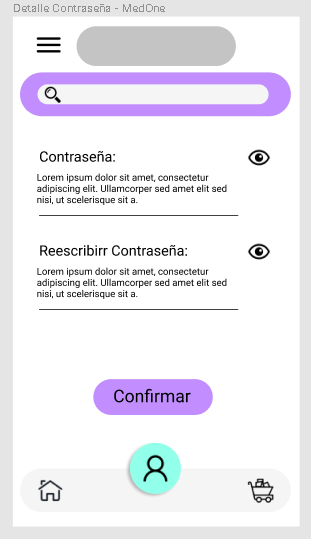 Detalle Contraseña - MedOne
Contraseña:
Lorem ipsum dolor sit amet, consectetur
adipiscing elit. Ullamcorper sed amet elit sed
nisi, ut scelerisque sit a.
Reescribirr Contraseña:
Lorem ipsum dolor sit amet, consectetur
adipiscing elit. Ullamcorper sed amet elit sed
nisi, ut scelerisque sit a.
Confirmar